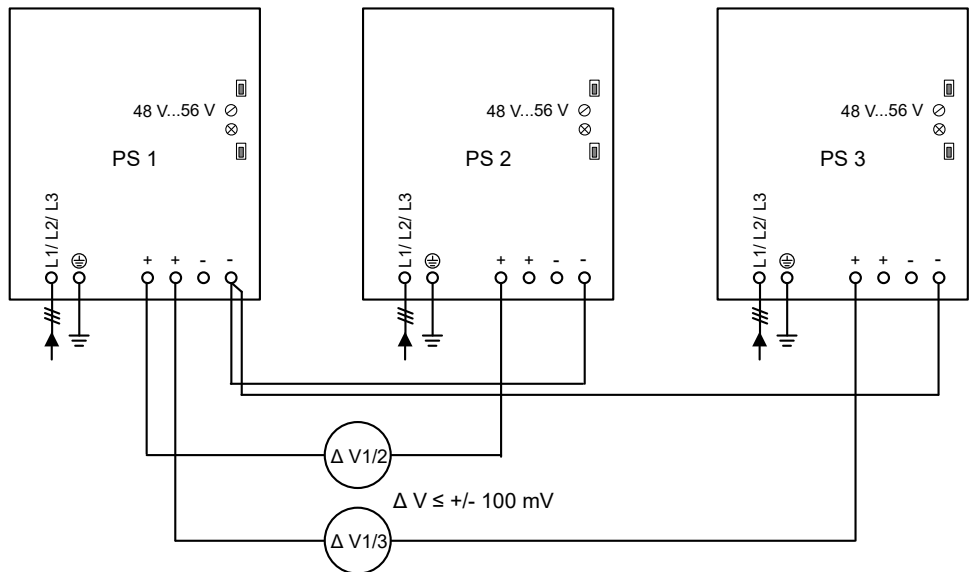 48 V...56 V
PS 1
L1/ L2/ L3
+ + - -
48 V...56 V
PS 2
L1/ L2/ L3
+ + - -
48 V...56 V
PS 3
L1/ L2/ L3
+ + - -
Δ V1/2
Δ V ≤ +/- 100 mV
Δ V1/3